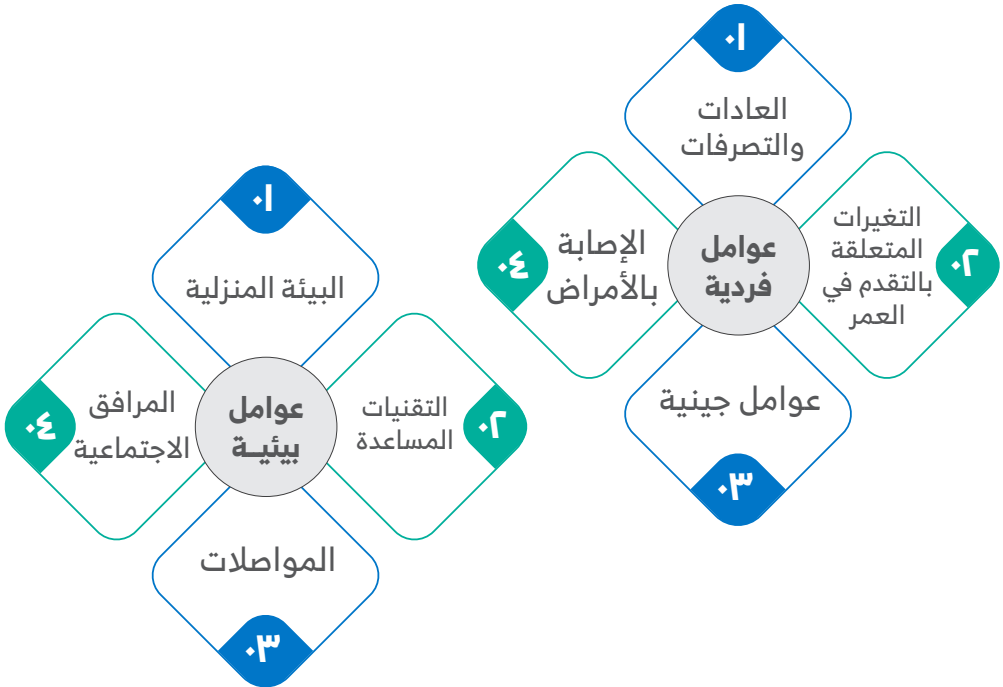 عوامل
فردية
٠١
العادات
والتصرفات
٠٢
التغيرات
المتعلقة
بالتقدم في
العمر
٠٣
عوامل جينية
٠٤
الإصابة
بالأمراض
عوامل
بيئيــة
٠١
البيئة المنزلية
٠٢
التقنيات
المساعدة
٠٣
المواصلات
٠٤
المرافق
الاجتماعية